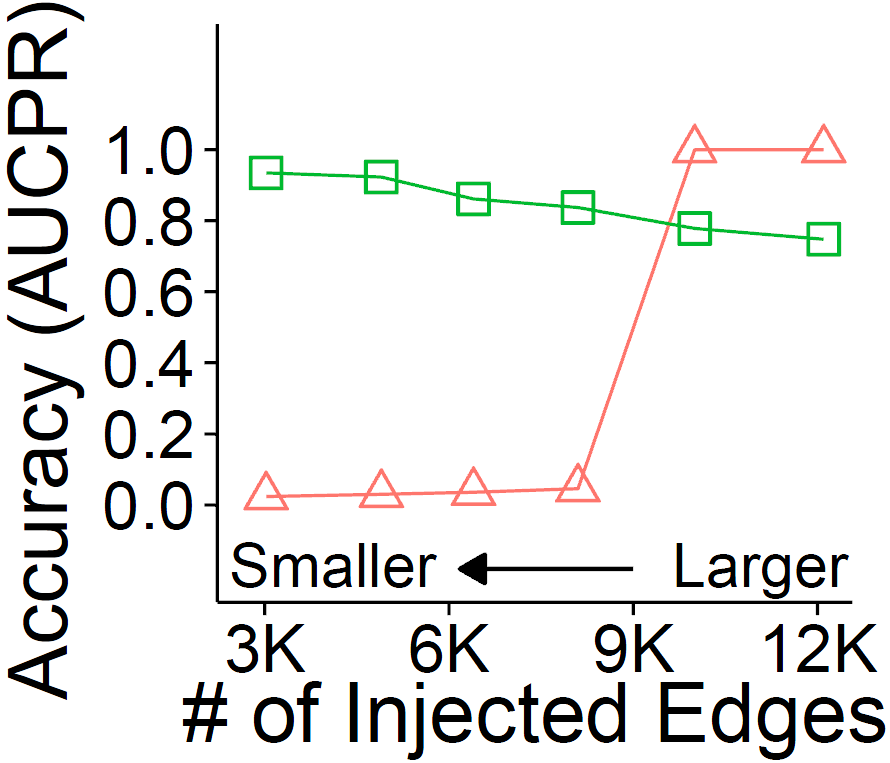 Accuracy (AUCPR)
1.0
0.8
0.6
0.4
0.2
0.0
Smaller Larger
3K 6K 9K 12K
# of Injected Edges